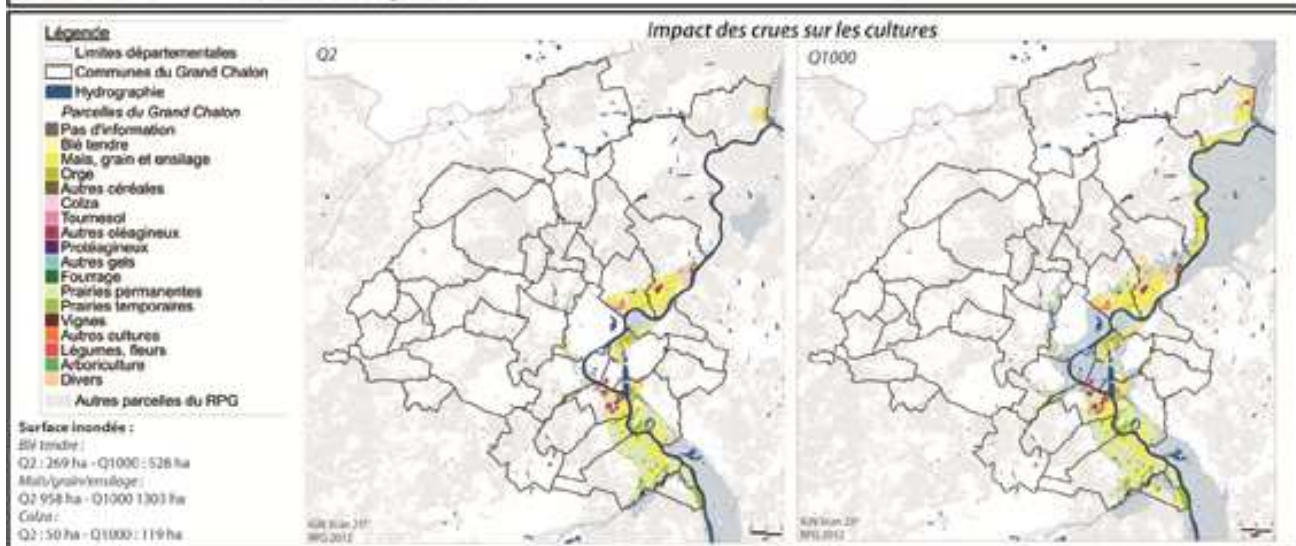 Impact des crues sur les cultures
Légende
Limites départementales
Communes du Grand Chalon
Hydrographie
Parcelles du Grand Chalon
Pas d'information
Blé tendre
Maïs, grain et ensilage
Orge
Autres céréales
Colza
Tournesol
Autres oléagineux
Protéagineux
Autres gels
Fourrage
Prairies permanentes
Prairies temporaires
Vignes
Autres cultures
Légumes, fleurs
Arboriculture
Divers
Autres parcelles du RPG
Surface inondée :
Blé tendre :
Q2 : 269 ha - Q1000 : 528 ha
Maïs/grain/ensilage :
Q2 958 ha - Q1000 1303 ha
Colza :
Q2 : 50 ha - Q1000 : 119 ha
Q2
RPG 2012
Q1000
RPG 2012